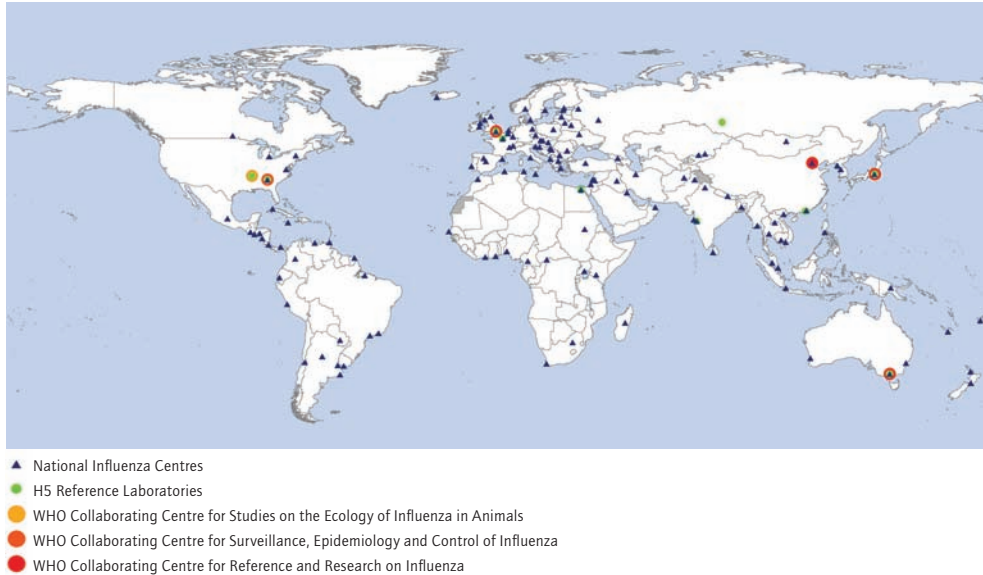 National Influenza Centres
H5 Reference Laboratories
WHO Collaborating Centre for Studies on the Ecology of Influenza in Animals
WHO Collaborating Centre for Surveillance, Epidemiology and Control of Influenza
WHO Collaborating Centre for Reference and Research on Influenza